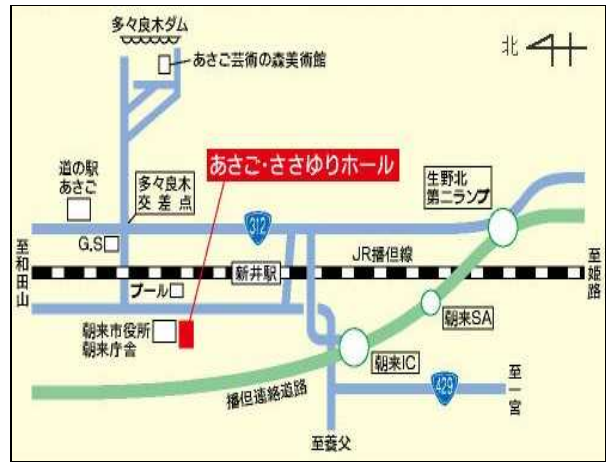 多々良木ダム
あさご芸術の森美術館
北
道の駅
あさご
多々良木
交差点
あさご・ささゆりホール
生野北
第二ランプ
312
G.S
JR播但線
至和田山
新井駅
至姫路
プール
朝来市役所
朝来庁舎
朝来SA
朝来IC
播但連絡道路
429
至一宮
至養父